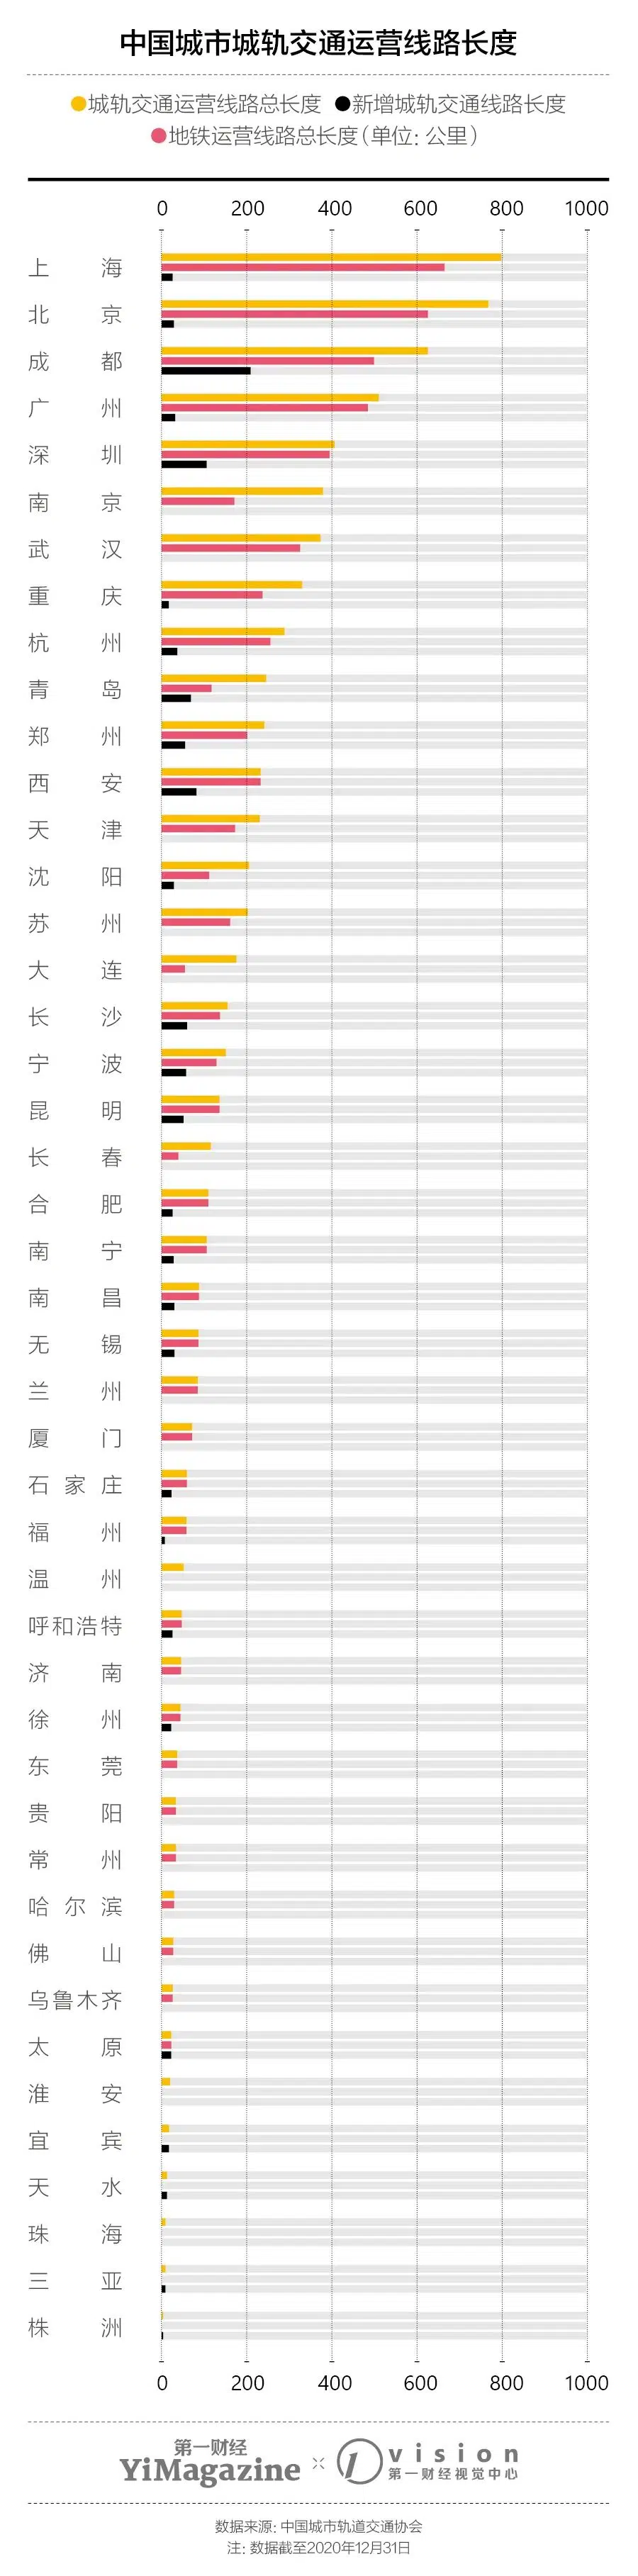 中国城市城轨交通运营线路长度
城轨交通运营线路总长度 新增城轨交通线路长度
地铁运营线路总长度(单位: 公里)
0 200 400 600 800 1000
上海
北京
成都
广州
深圳
南京
武汉
重庆
杭州
青岛
郑州
西安
天津
沈阳
苏州
大连
长沙
宁波
昆明
长春
合肥
南宁
南昌
无锡
兰州
厦门
石家庄
福州
温州
呼和浩特
济南
徐州
东莞
贵阳
常州
哈尔滨
佛山
乌鲁木齐
太原
淮安
宜宾
天水
珠海
三亚
株洲
0 200 400 600 800 1000
第一财经
YiMagazine
vision
第一财经视觉中心
数据来源: 中国城市轨道交通协会
注: 数据截至2020年12月31日